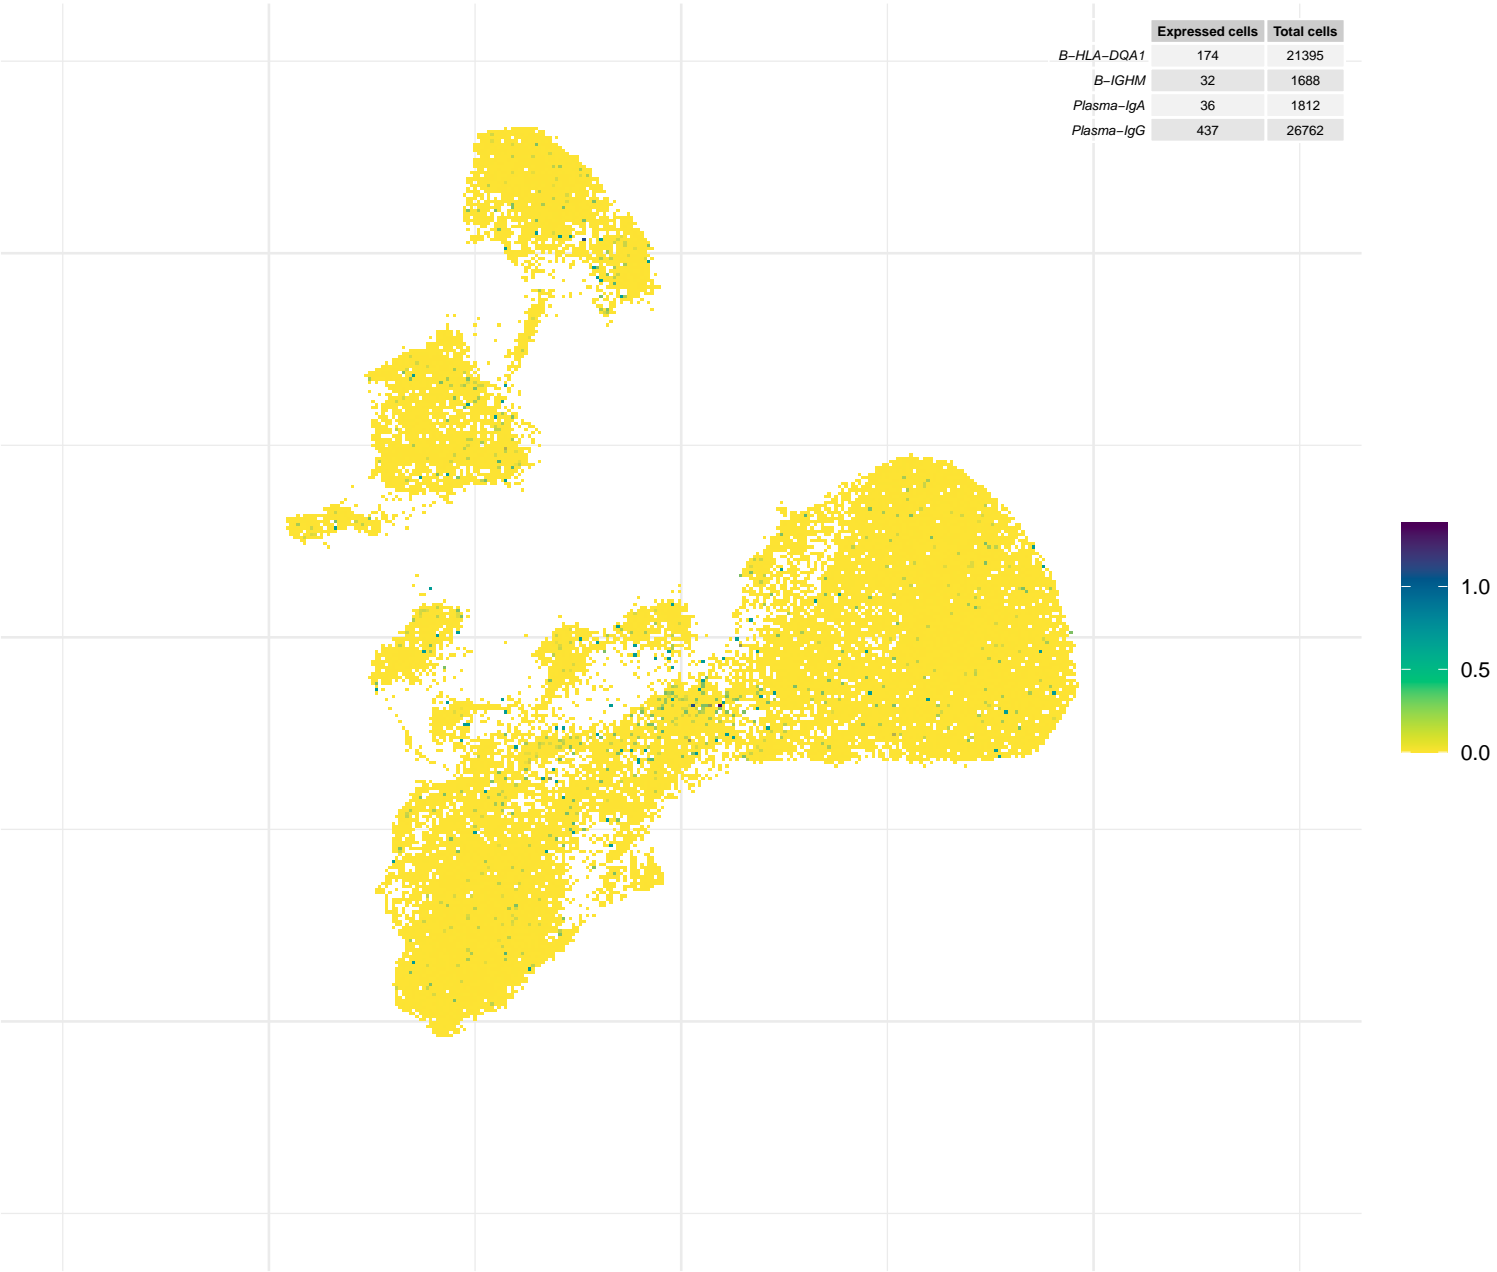 Expressed cells Total cells
B–HLA–DQA1 174 21395
B–IGHM 32 1688
Plasma–IgA 36 1812
Plasma–IgG 437 26762
1.0
0.5
0.0